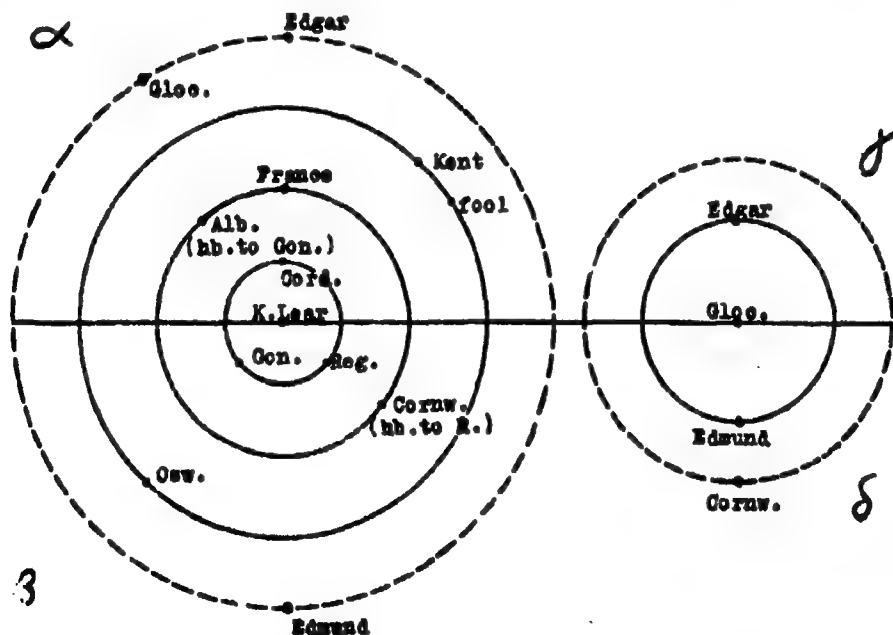 α
Edgar
Gloc.
Kent
γ
France
fool
Edgar
Alb.
(hb.to Gon.)
Cord.
K.Lear
Gloc.
Gon.
Reg.
Cornw.
(hb.to R.)
Edmund
Osw.
Cornw.
δ
β
Edmund